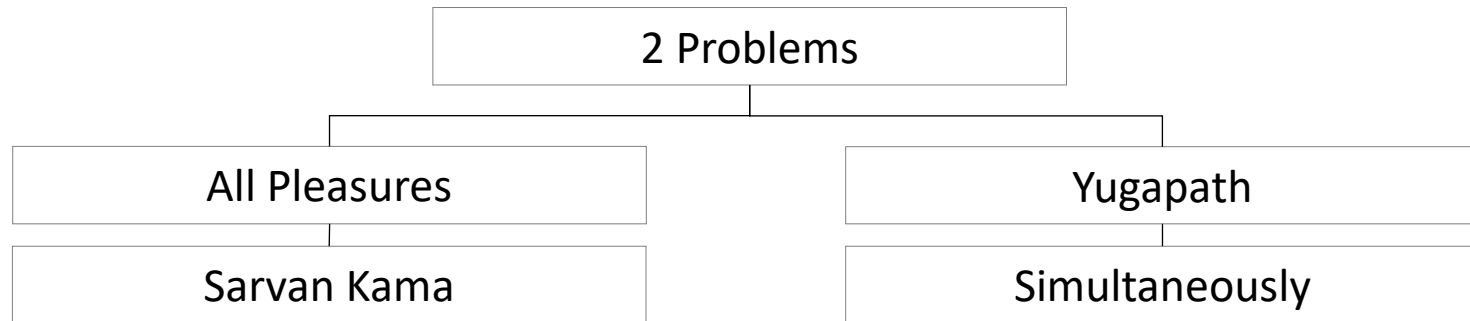 2 Problems
All Pleasures
Yugapath
Sarvan Kama
Simultaneously